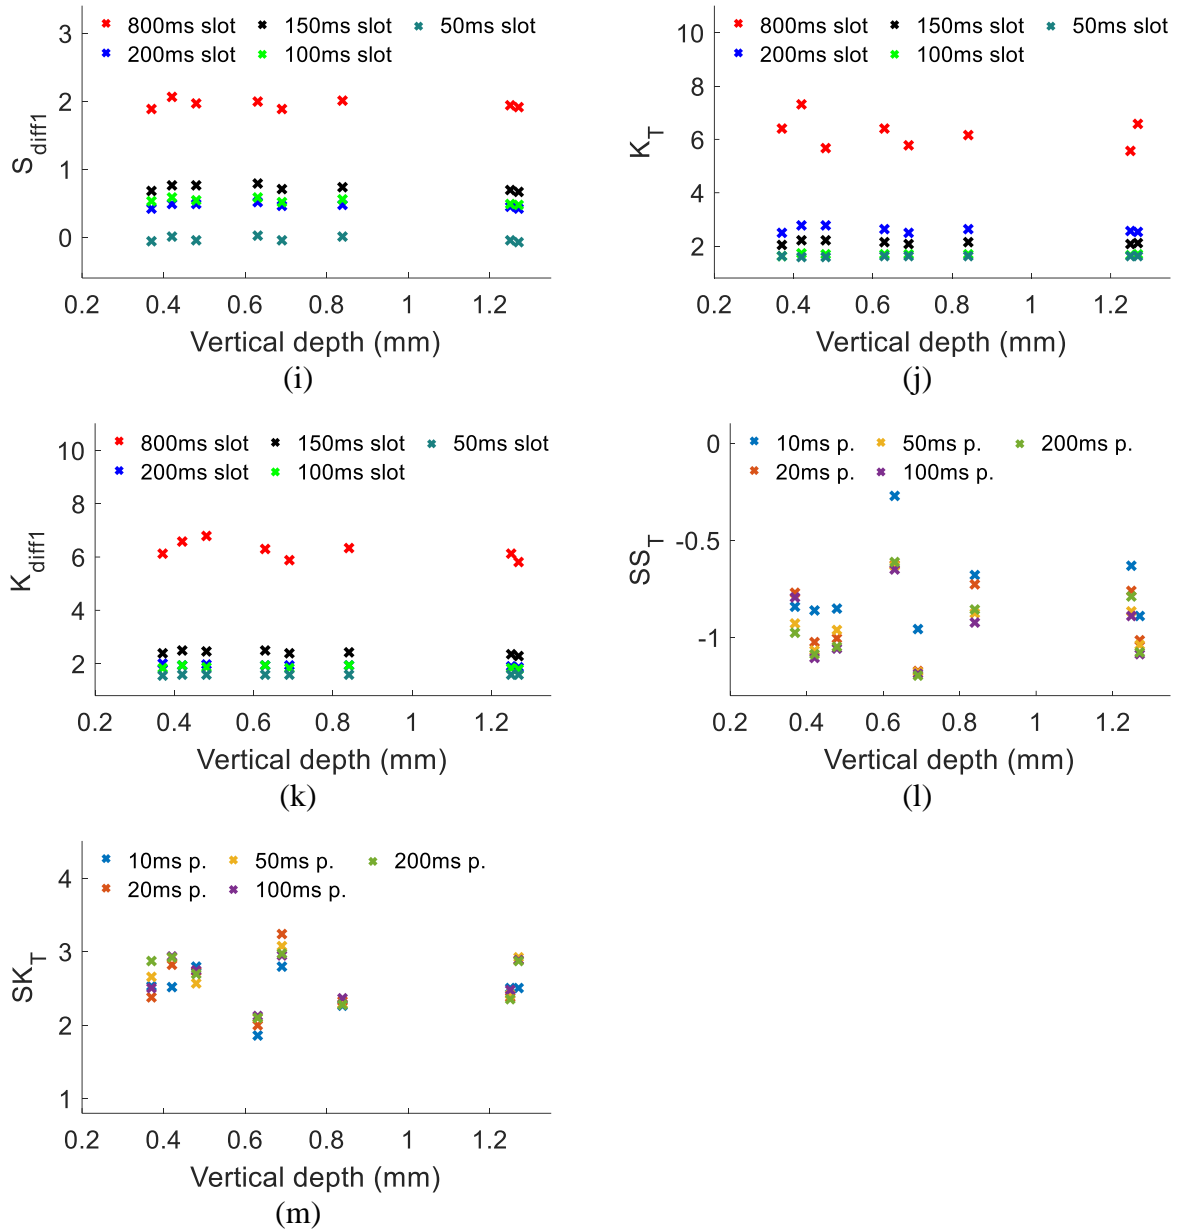 800ms slot 150ms slot 50ms slot
200ms slot 100ms slot
3
2
1
0
S_diff1
0.2 0.4 0.6 0.8 1 1.2
Vertical depth (mm)
(i)
800ms slot 150ms slot 50ms slot
200ms slot 100ms slot
10
8
6
4
2
K_T
0.2 0.4 0.6 0.8 1 1.2
Vertical depth (mm)
(j)
800ms slot 150ms slot 50ms slot
200ms slot 100ms slot
10
8
6
4
2
K_diff1
0.2 0.4 0.6 0.8 1 1.2
Vertical depth (mm)
(k)
10ms p. 50ms p. 200ms p.
20ms p. 100ms p.
0
-0.5
-1
SS_T
0.2 0.4 0.6 0.8 1 1.2
Vertical depth (mm)
(l)
10ms p. 50ms p. 200ms p.
20ms p. 100ms p.
4
3
2
1
SK_T
0.2 0.4 0.6 0.8 1 1.2
Vertical depth (mm)
(m)